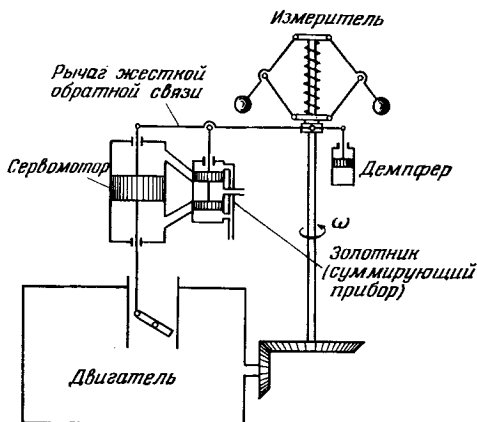 Измеритель
Рычаг жесткой
обратной связи
Сервомотор
Демпфер
ω
Золотник
(суммирующий
прибор)
Двигатель